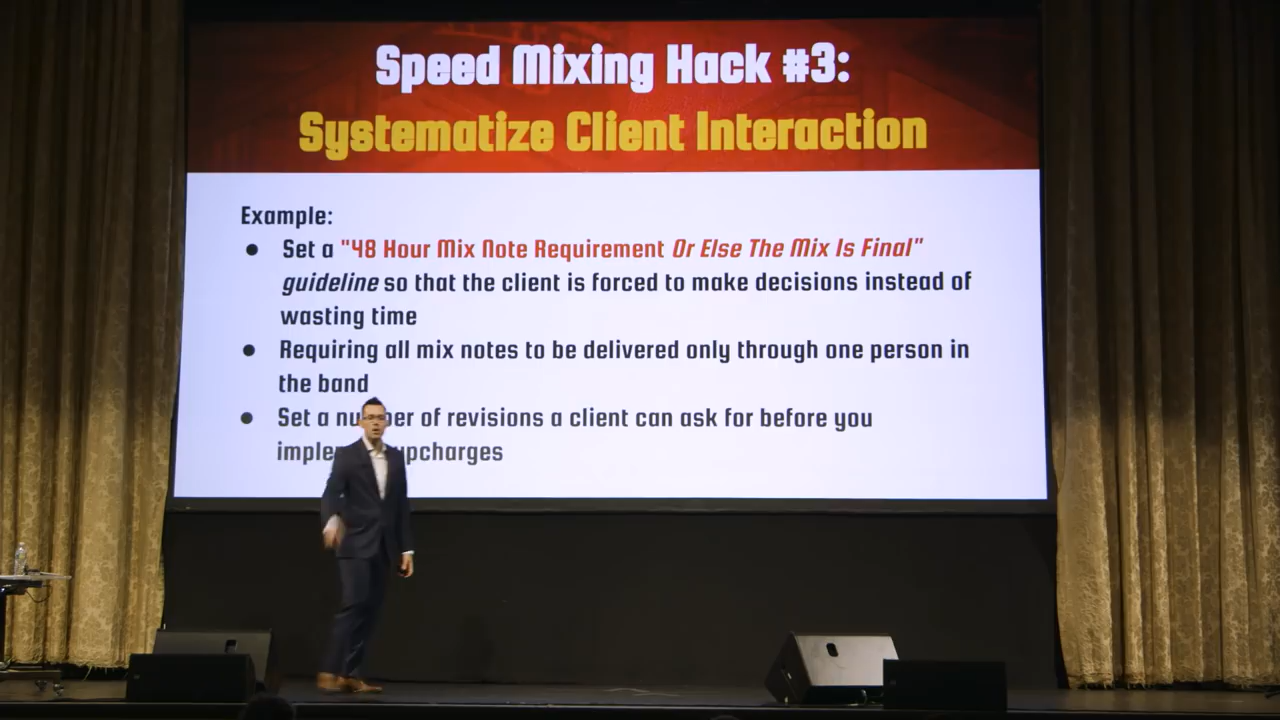 Speed Mixing Hack #3:
Systematize Client Interaction
Example:
● Set a "48 Hour Mix Note Requirement Or Else The Mix Is Final"
guideline so that the client is forced to make decisions instead of
wasting time
● Requiring all mix notes to be delivered only through one person in
the band
● Set a number of revisions a client can ask for before you
implement upcharges